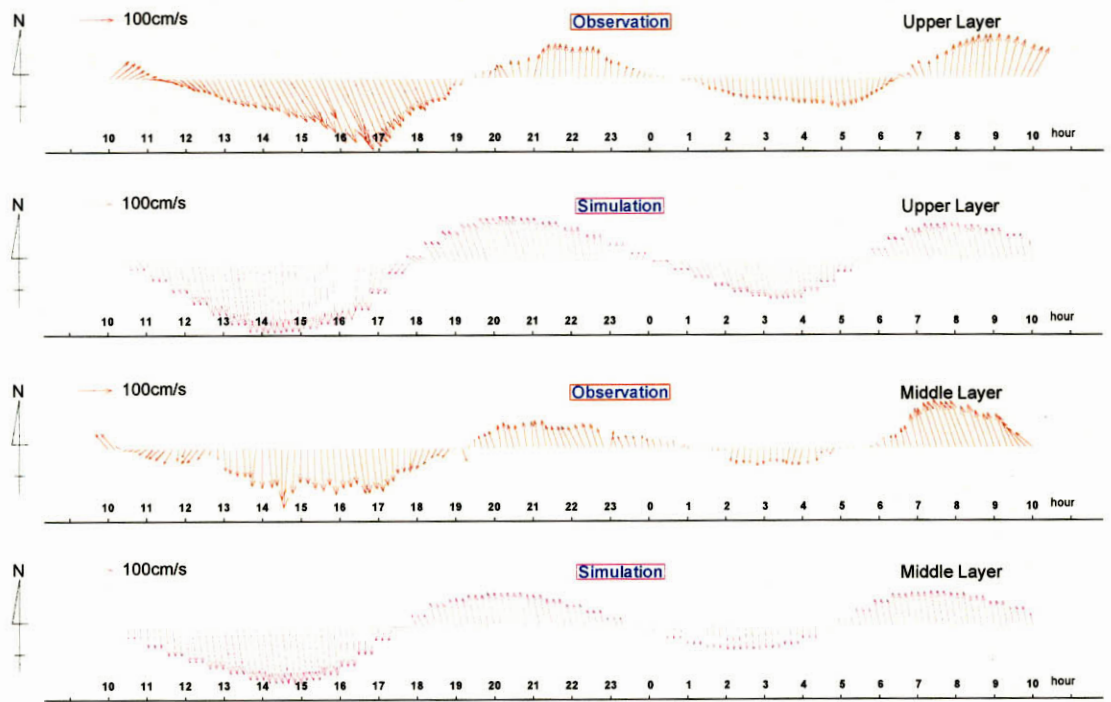 N 100cm/s Observation Upper Layer
10 11 12 13 14 15 16 17 18 19 20 21 22 23 0 1 2 3 4 5 6 7 8 9 10 hour
N 100cm/s Simulation Upper Layer
10 11 12 13 14 15 16 17 18 19 20 21 22 23 0 1 2 3 4 5 6 7 8 9 10 hour
N 100cm/s Observation Middle Layer
10 11 12 13 14 15 16 17 18 19 20 21 22 23 0 1 2 3 4 5 6 7 8 9 10 hour
N 100cm/s Simulation Middle Layer
10 11 12 13 14 15 16 17 18 19 20 21 22 23 0 1 2 3 4 5 6 7 8 9 10 hour